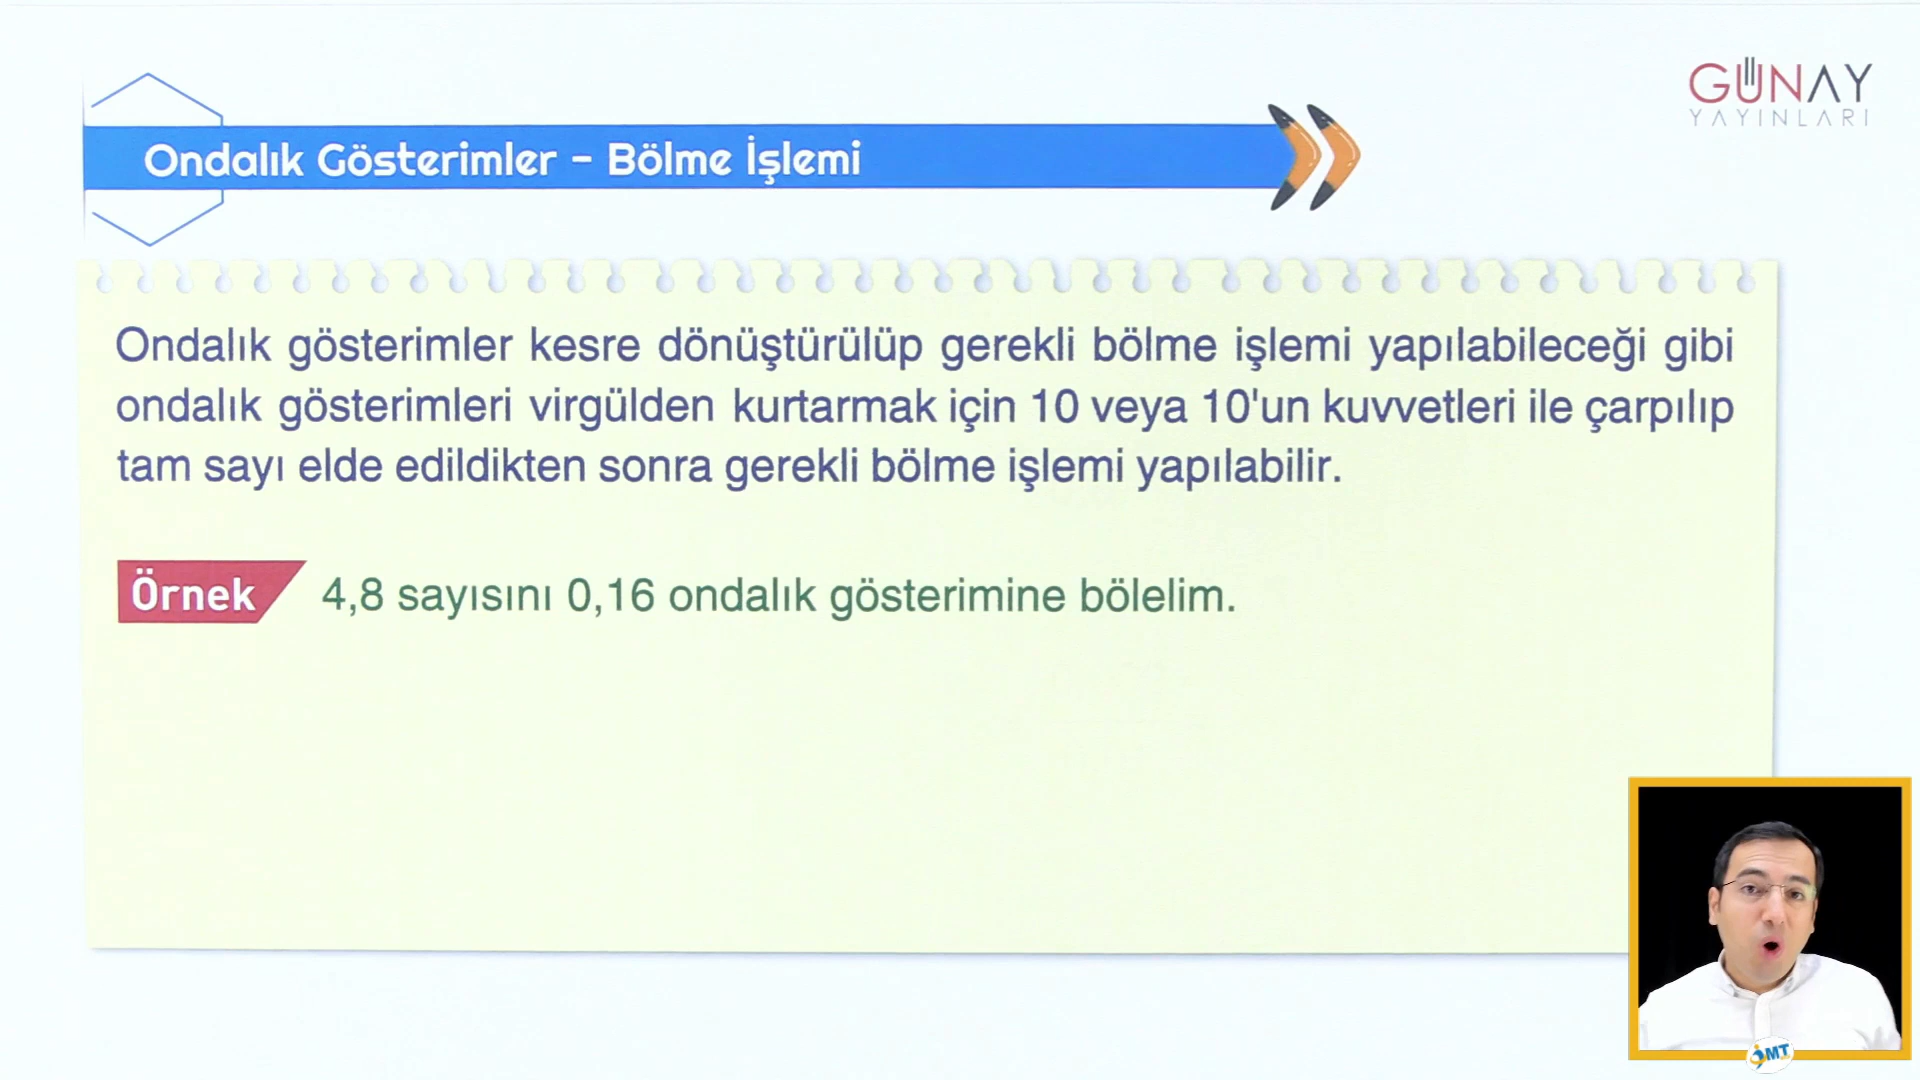 GÜNAY
YAYINLARI
Ondalık Gösterimler - Bölme İşlemi
Ondalık gösterimler kesre dönüştürülüp gerekli bölme işlemi yapılabileceği gibi
ondalık gösterimleri virgülden kurtarmak için 10 veya 10'un kuvvetleri ile çarpılıp
tam sayı elde edildikten sonra gerekli bölme işlemi yapılabilir.
Örnek 4,8 sayısını 0,16 ondalık gösterimine bölelim.
MT